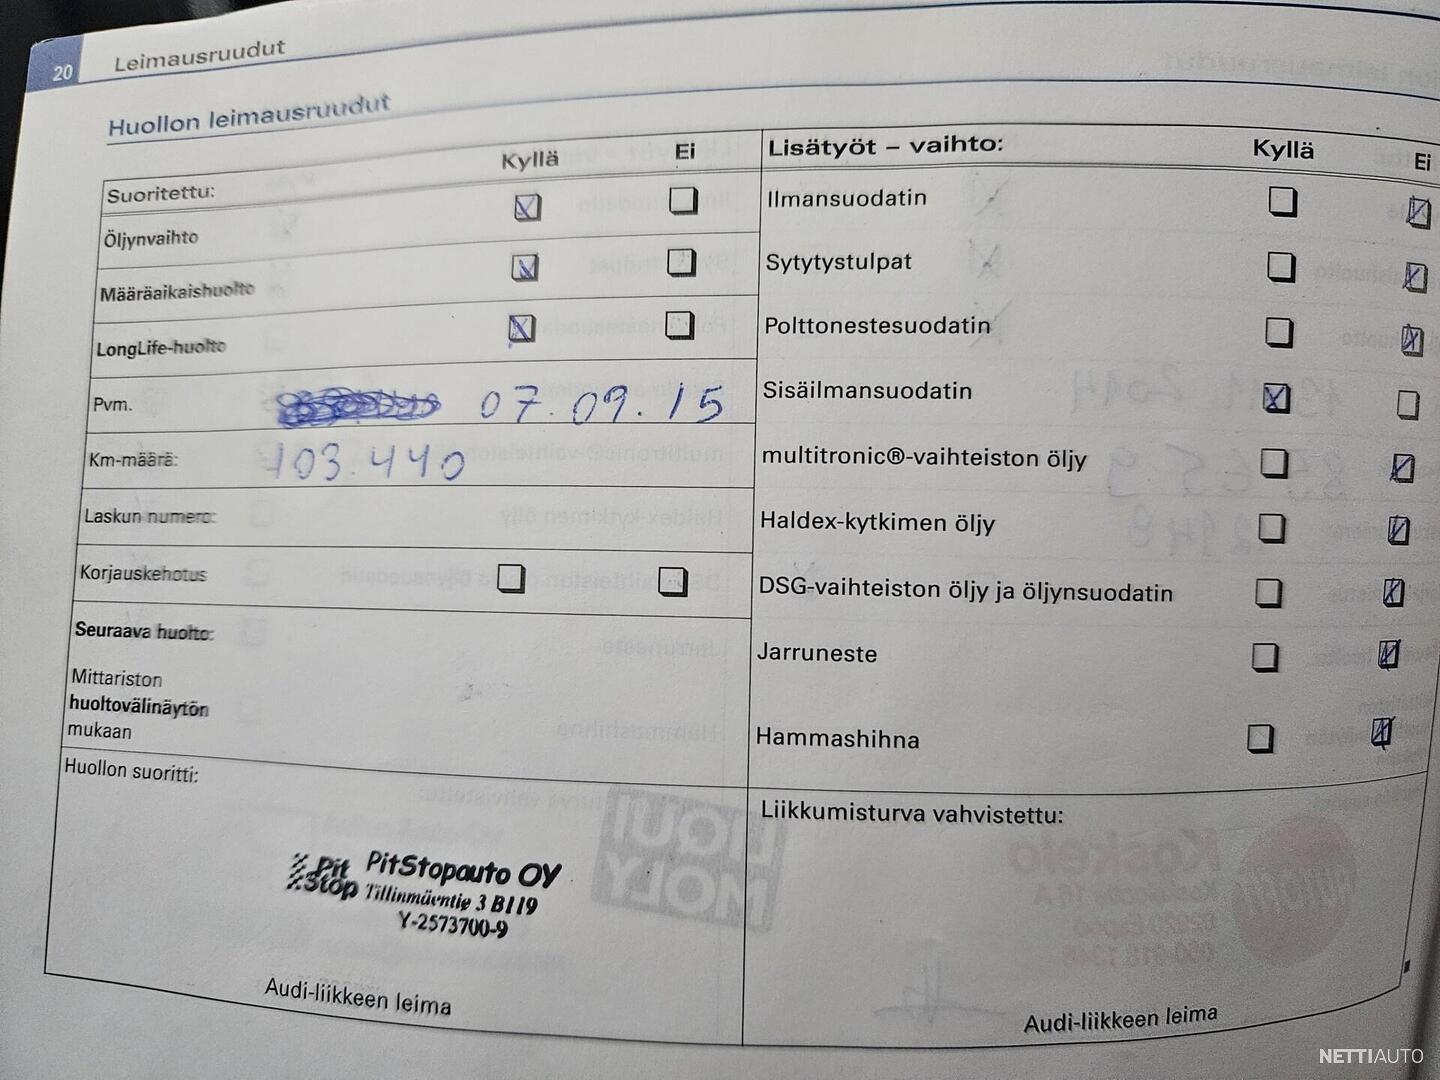 20 Leimausruudut
Huollon leimausruudut
Suoritettu: Kyllä Ei
Öljynvaihto
Määräaikaishuolto
LongLife-huolto
Pvm. 07.09.15
Km-määrä: 103.440
Laskun numero:
Korjauskehotus
Seuraava huolto:
Mittariston
huoltovälinäytön
mukaan
Huollon suoritti:
Pit Stop
PitStopauto OY
Tillinmäentie 3 B119
Y-2573700-9
Audi-liikkeen leima
Lisätyöt – vaihto: Kyllä Ei
Ilmansuodatin
Sytytystulpat
Polttonestesuodatin
Sisäilmansuodatin
multitronic®-vaihteiston öljy
Haldex-kytkimen öljy
DSG-vaihteiston öljy ja öljynsuodatin
Jarruneste
Hammashihna
Liikkumisturva vahvistettu:
Audi-liikkeen leima
NETTIAUTO